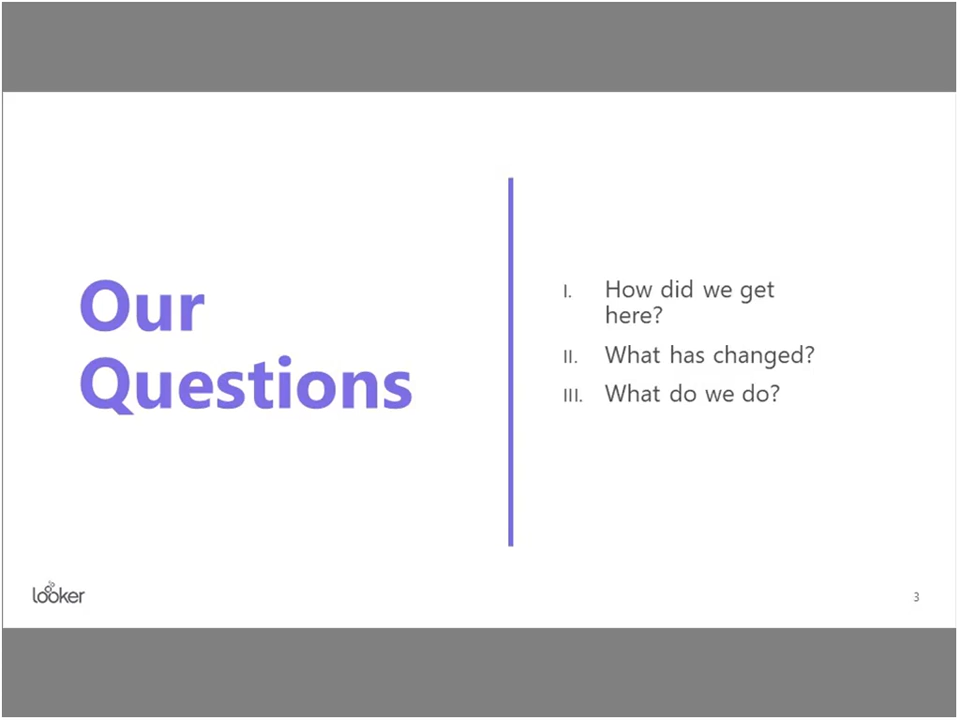 Our
Questions
I. How did we get
here?
II. What has changed?
III. What do we do?
looker
3